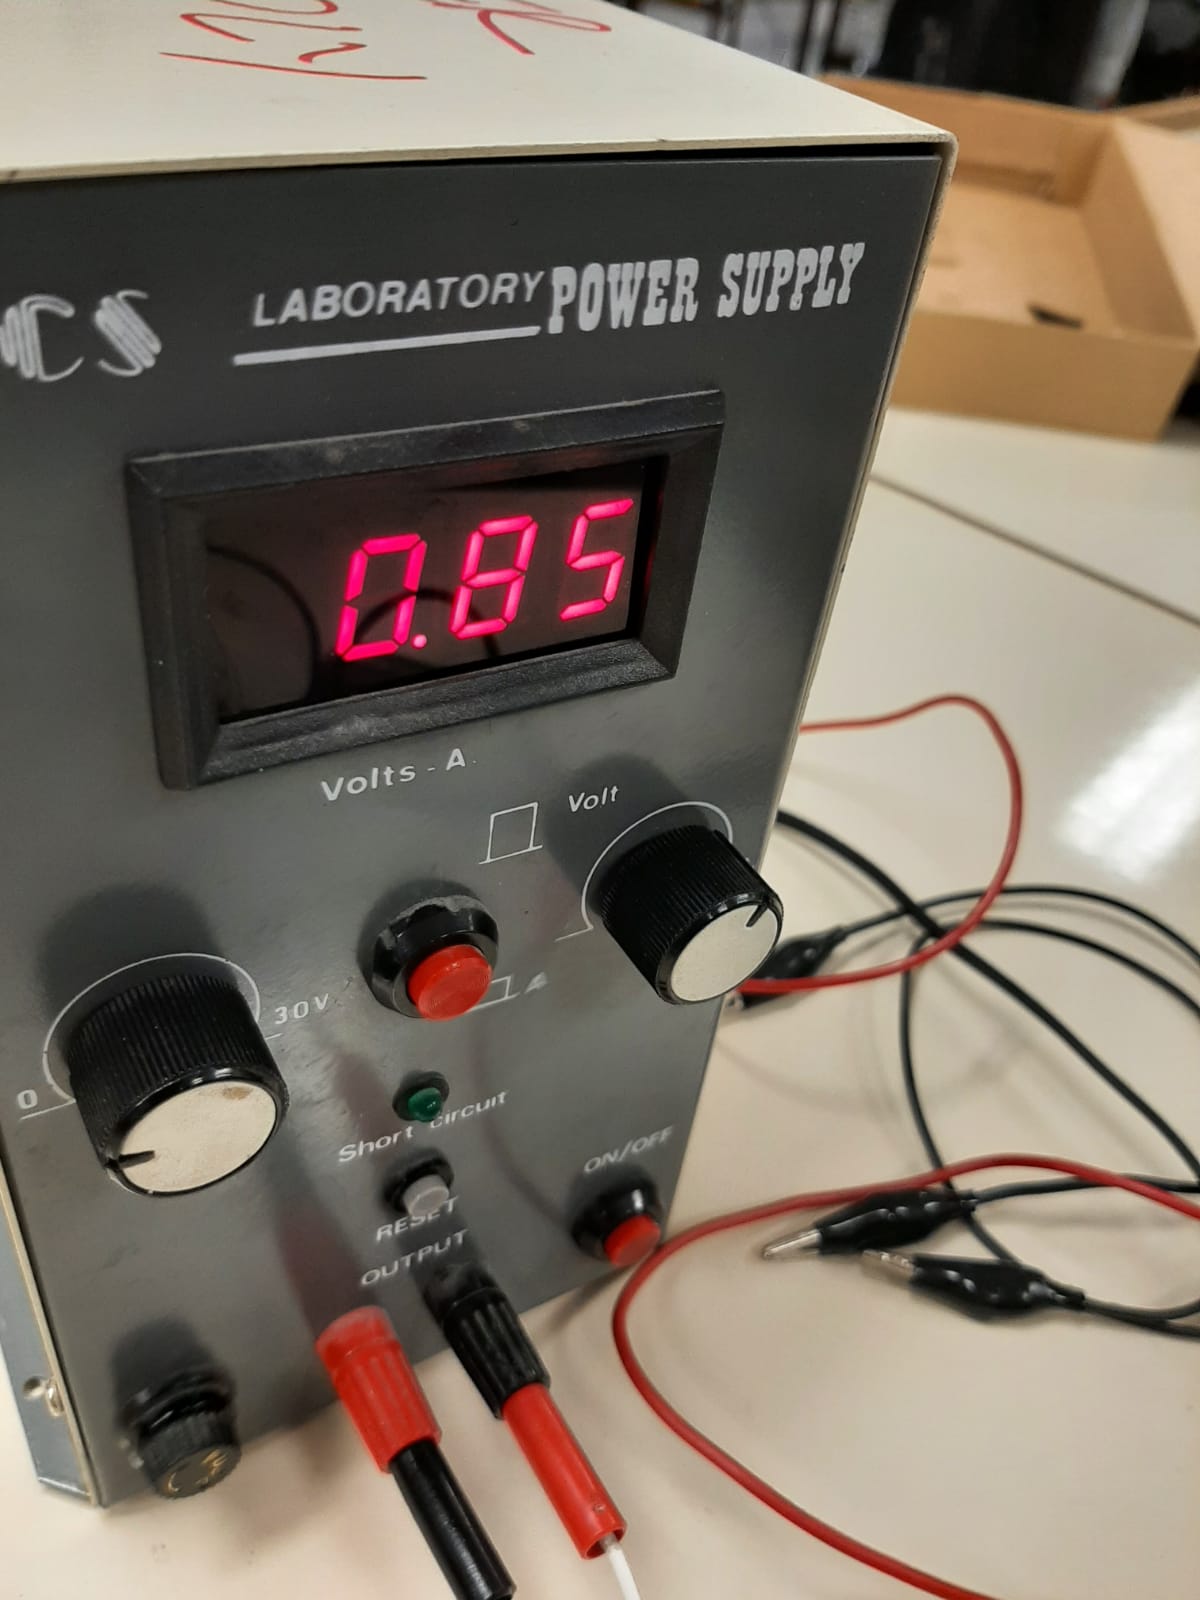 CS LABORATORY POWER SUPPLY
0.85
Volts - A
Volt
30V
A
0
Short circuit
ON/OFF
RESET
OUTPUT